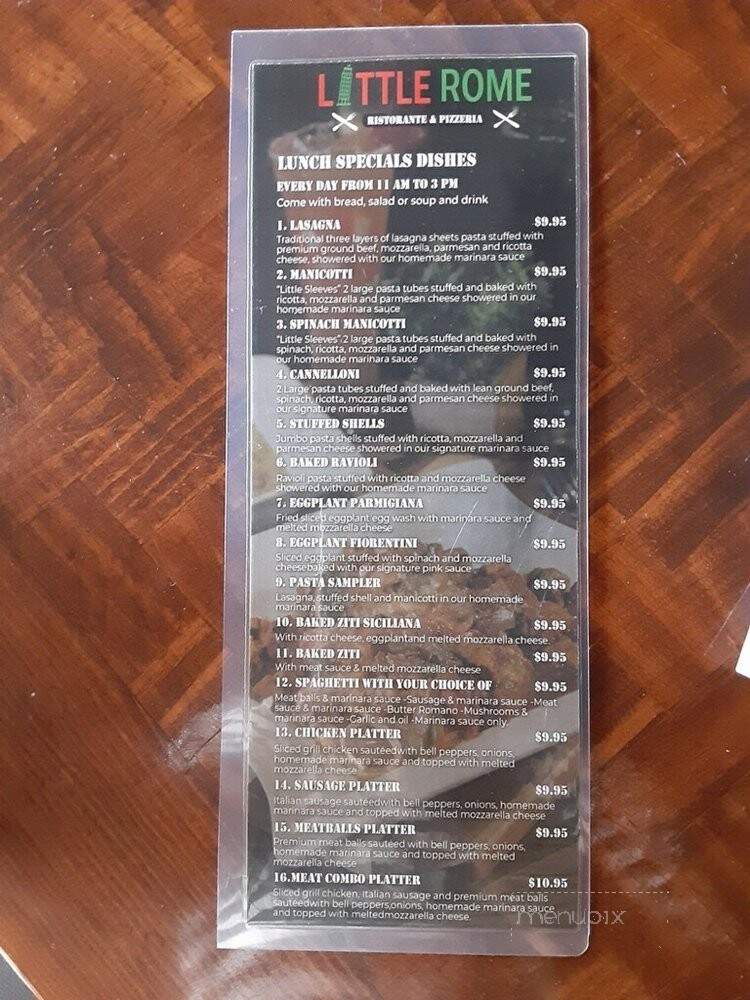 LITTLE ROME
RISTORANTE & PIZZERIA
LUNCH SPECIALS DISHES
EVERY DAY FROM 11 AM TO 3 PM
Come with bread, salad or soup and drink
1. LASAGNA $9.95
Traditional three layers of lasagna sheets pasta stuffed with
premium ground beef, mozzarella, parmesan and ricotta
cheese, showered with our homemade marinara sauce
2. MANICOTTI $9.95
"Little Sleeves" 2 large pasta tubes stuffed and baked with
ricotta, mozzarella and parmesan cheese showered in our
homemade marinara sauce
3. SPINACH MANICOTTI $9.95
"Little Sleeves" 2 large pasta tubes stuffed and baked with
spinach, ricotta, mozzarella and parmesan cheese showered in
our homemade marinara sauce
4. CANNELLONI $9.95
2 Large pasta tubes stuffed and baked with lean ground beef,
spinach, ricotta, mozzarella and parmesan cheese showered in
our signature marinara sauce
5. STUFFED SHELLS $9.95
Jumbo pasta shells stuffed with ricotta, mozzarella and
parmesan cheese showered in our signature marinara sauce
6. BAKED RAVIOLI $9.95
Ravioli pasta stuffed with ricotta and mozzarella cheese
showered with our homemade marinara sauce
7. EGGPLANT PARMIGIANA $9.95
Fried sliced eggplant egg wash with marinara sauce and
melted mozzarella cheese
8. EGGPLANT FIORENTINI $9.95
Sliced eggplant stuffed with spinach and mozzarella
cheesebaked with our signature pink sauce
9. PASTA SAMPLER $9.95
Lasagna, stuffed shell and manicotti in our homemade
marinara sauce
10. BAKED ZITI SICILIANA $9.95
With ricotta cheese, eggplantand melted mozzarella cheese
11. BAKED ZITI $9.95
With meat sauce & melted mozzarella cheese
12. SPAGHETTI WITH YOUR CHOICE OF $9.95
Meat balls & marinara sauce -Sausage & marinara sauce -Meat
sauce & marinara sauce -Butter Romano -Mushrooms &
marinara sauce -Garlic and oil -Marinara sauce only.
13. CHICKEN PLATTER $9.95
Sliced grill chicken sautéedwith bell peppers, onions,
homemade marinara sauce and topped with melted
mozzarella cheese
14. SAUSAGE PLATTER $9.95
Italian sausage sautéedwith bell peppers, onions, homemade
marinara sauce and topped with melted mozzarella cheese
15. MEATBALLS PLATTER $9.95
Premium meat balls sautéed with bell peppers, onions,
homemade marinara sauce and topped with melted
mozzarella cheese
16.MEAT COMBO PLATTER $10.95
Sliced grill chicken, Italian sausage and premium meat balls
sautéedwith bell peppers,onions, homemade marinara sauce
and topped with meltedmozzarella cheese.
menupix